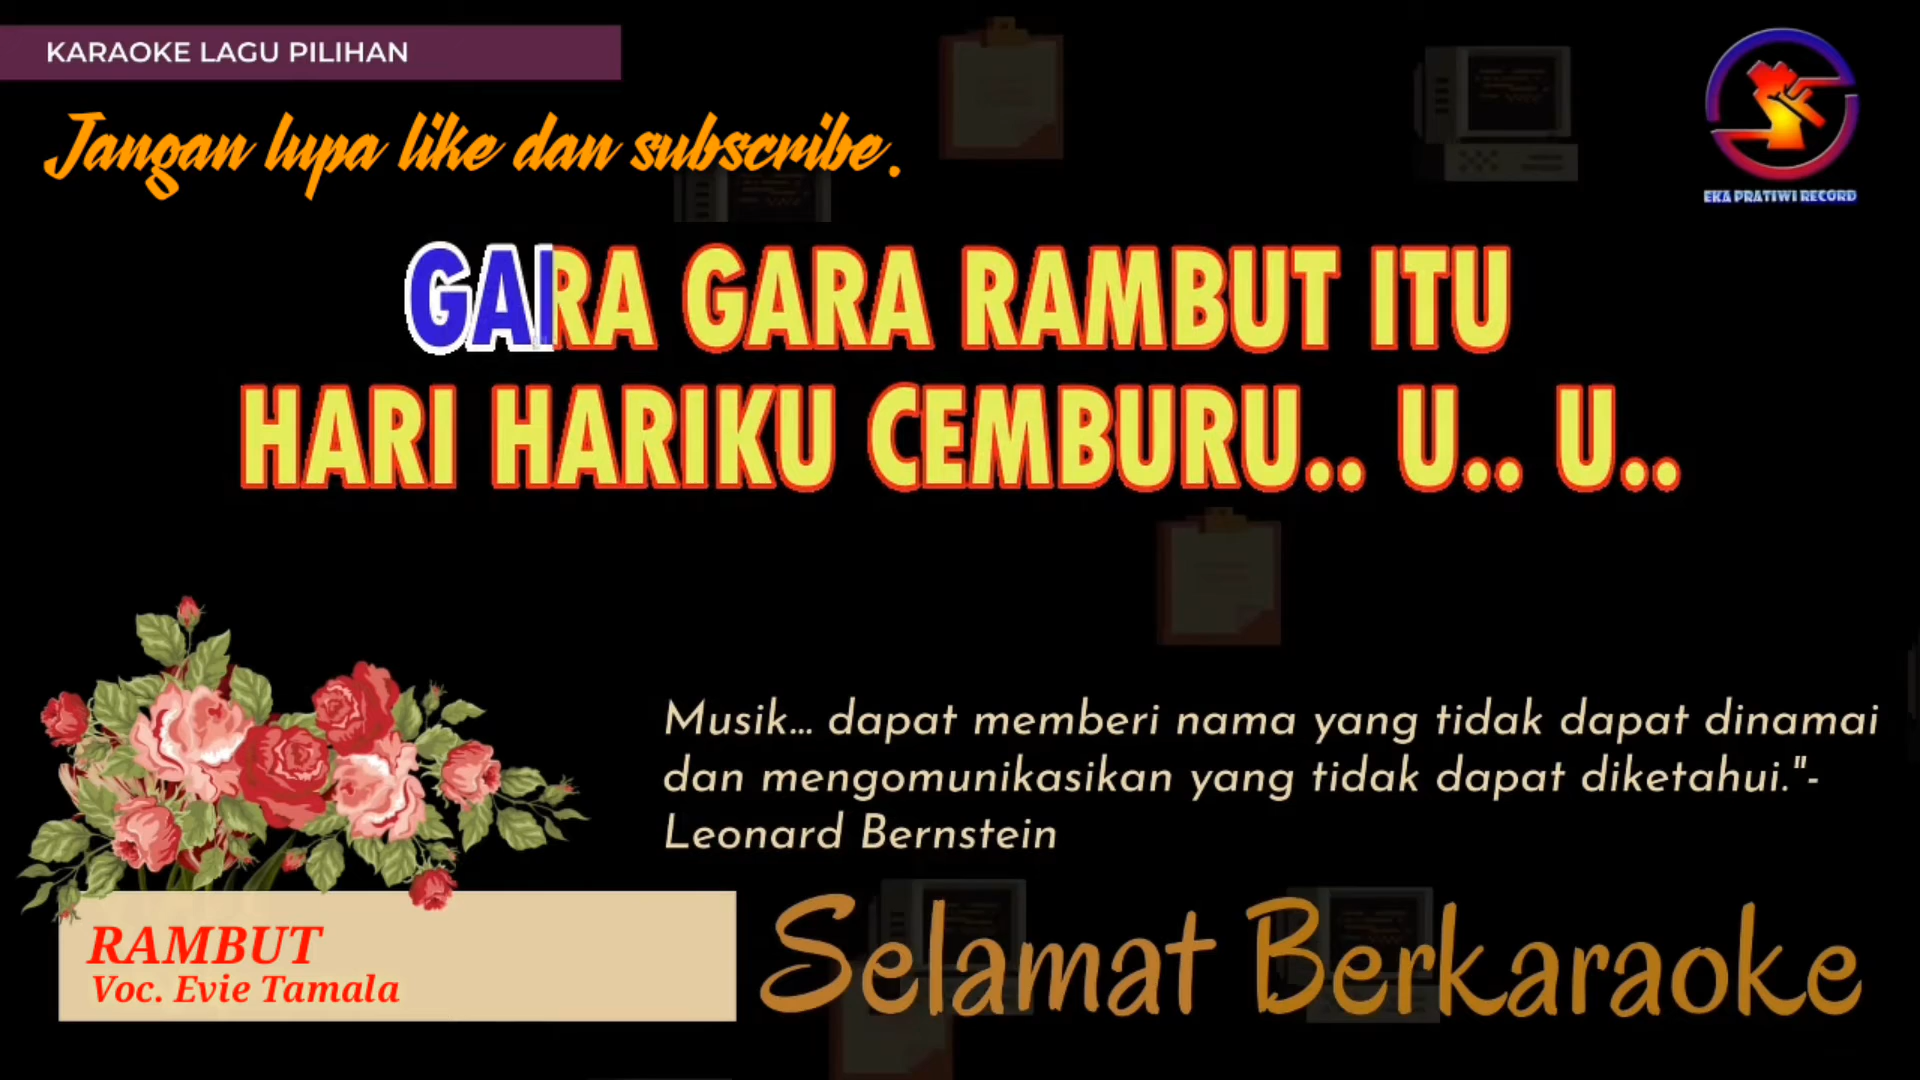 KARAOKE LAGU PILIHAN
Jangan lupa like dan subscribe.
EKA PRATIWI RECORD
GARA GARA RAMBUT ITU
HARI HARIKU CEMBURU.. U.. U..
Musik... dapat memberi nama yang tidak dapat dinamai
dan mengomunikasikan yang tidak dapat diketahui."-
Leonard Bernstein
RAMBUT
Voc. Evie Tamala
Selamat Berkaraoke